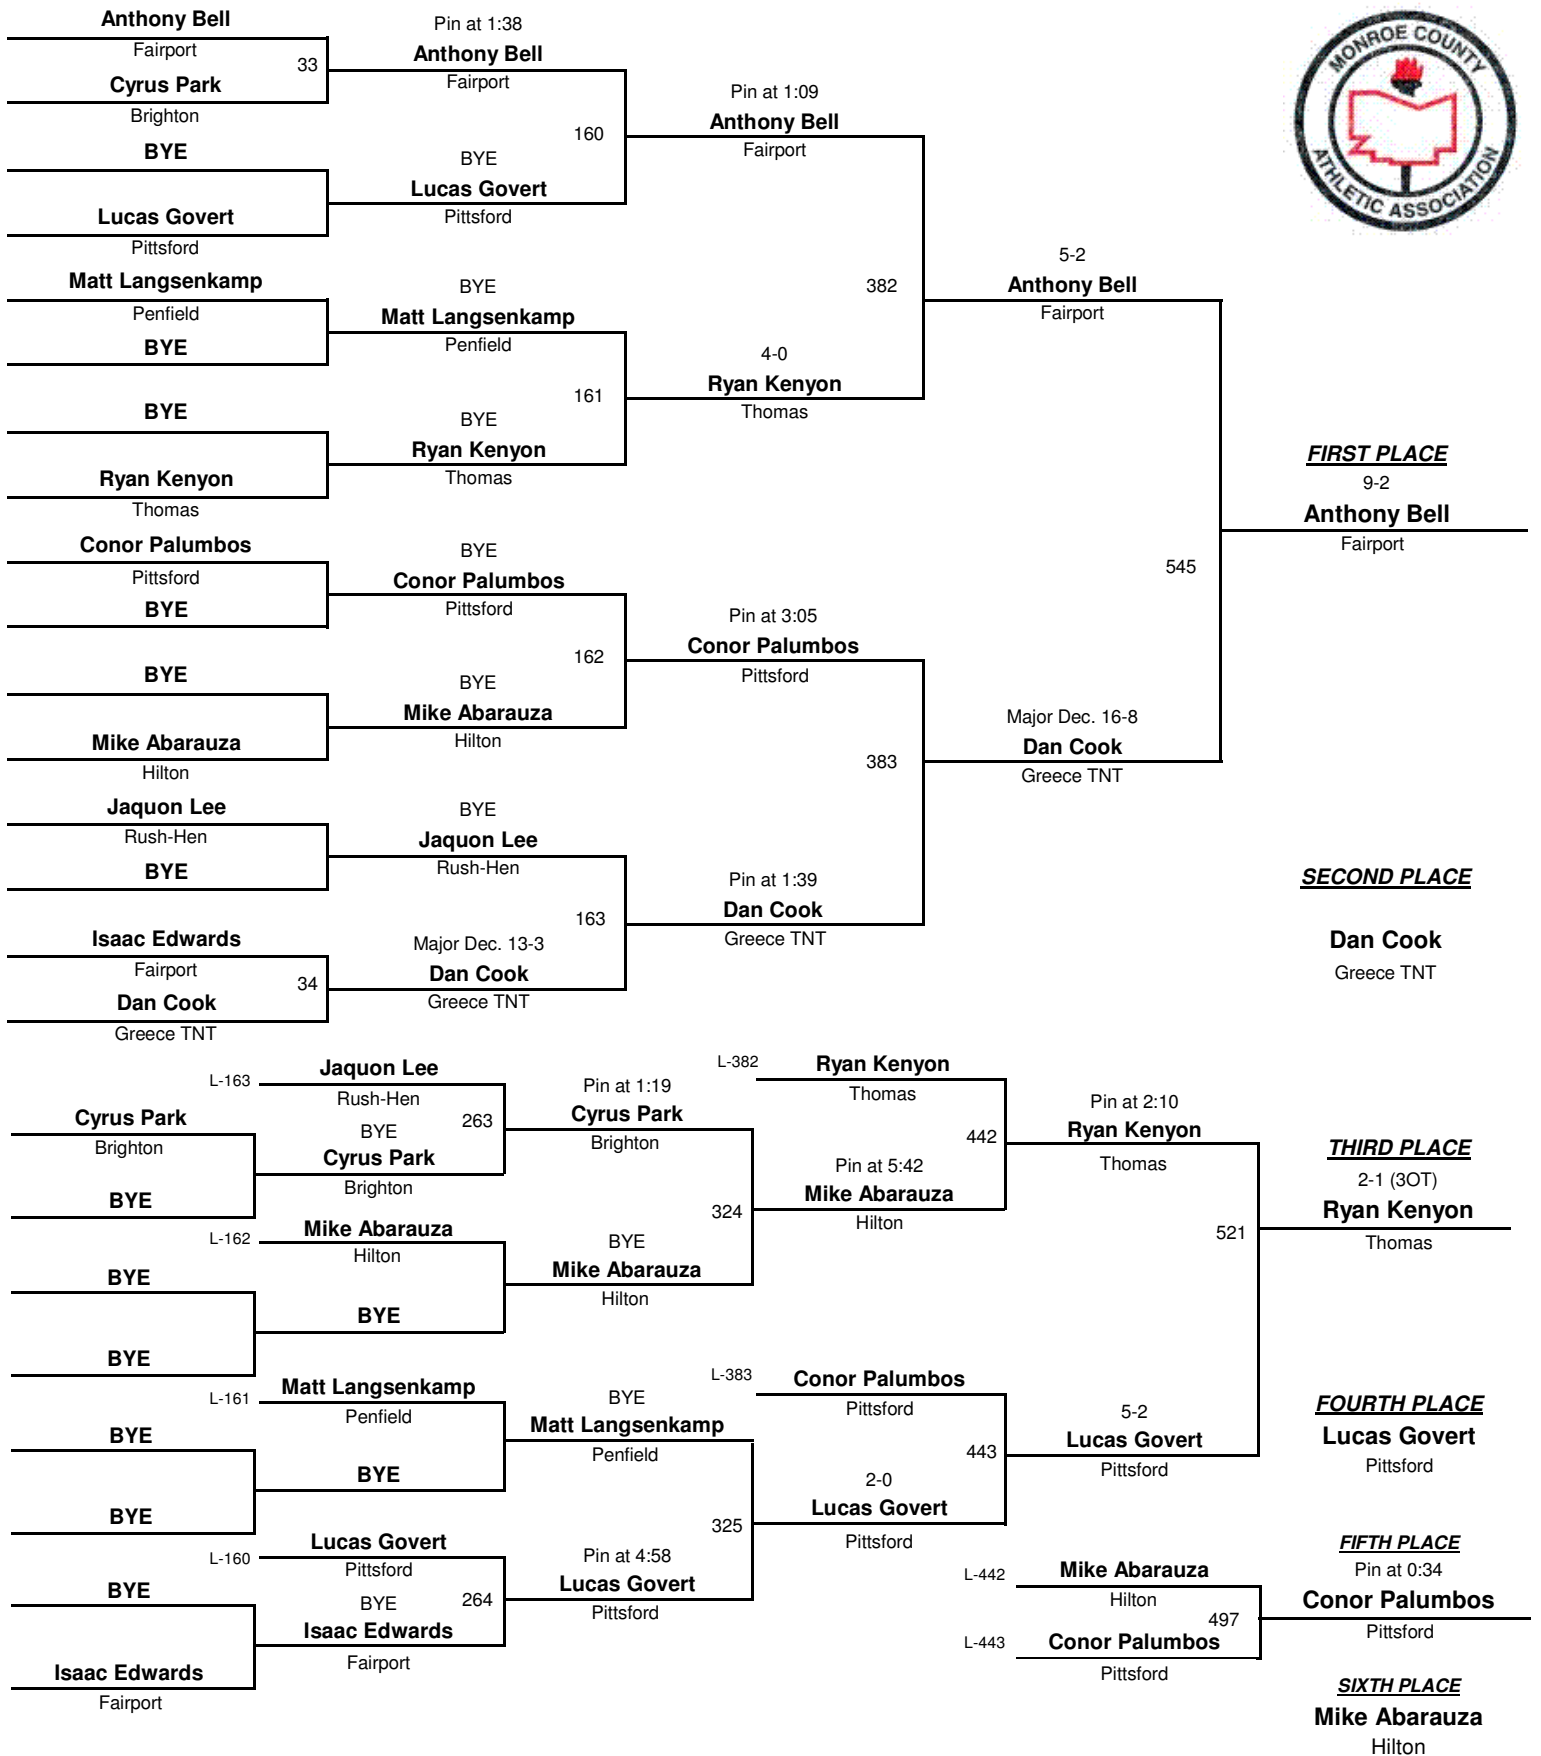 Anthony Bell
Fairport
33
Cyrus Park
Brighton
BYE
Lucas Govert
Pittsford
Matt Langsenkamp
Penfield
BYE
BYE
Ryan Kenyon
Thomas
Conor Palumbos
Pittsford
BYE
BYE
Mike Abarauza
Hilton
Jaquon Lee
Rush-Hen
BYE
Isaac Edwards
Fairport
34
Dan Cook
Greece TNT
Pin at 1:38
Anthony Bell
Fairport
160
BYE
Lucas Govert
Pittsford
BYE
Matt Langsenkamp
Penfield
161
BYE
Ryan Kenyon
Thomas
BYE
Conor Palumbos
Pittsford
162
BYE
Mike Abarauza
Hilton
BYE
Jaquon Lee
Rush-Hen
163
Major Dec. 13-3
Dan Cook
Greece TNT
Pin at 1:09
Anthony Bell
Fairport
382
4-0
Ryan Kenyon
Thomas
Pin at 3:05
Conor Palumbos
Pittsford
383
Pin at 1:39
Dan Cook
Greece TNT
5-2
Anthony Bell
Fairport
545
Major Dec. 16-8
Dan Cook
Greece TNT
MONROE COUNTY
ATHLETIC ASSOCIATION
FIRST PLACE
9-2
Anthony Bell
Fairport
SECOND PLACE
Dan Cook
Greece TNT
Cyrus Park
Brighton
BYE
BYE
BYE
BYE
BYE
BYE
Isaac Edwards
Fairport
L-163
Jaquon Lee
Rush-Hen
263
BYE
Cyrus Park
Brighton
L-162
Mike Abarauza
Hilton
BYE
L-161
Matt Langsenkamp
Penfield
BYE
L-160
Lucas Govert
Pittsford
264
BYE
Isaac Edwards
Fairport
Pin at 1:19
Cyrus Park
Brighton
324
BYE
Mike Abarauza
Hilton
BYE
Matt Langsenkamp
Penfield
325
Pin at 4:58
Lucas Govert
Pittsford
L-382
Ryan Kenyon
Thomas
442
Pin at 5:42
Mike Abarauza
Hilton
L-383
Conor Palumbos
Pittsford
443
2-0
Lucas Govert
Pittsford
Pin at 2:10
Ryan Kenyon
Thomas
521
5-2
Lucas Govert
Pittsford
L-442
Mike Abarauza
Hilton
497
L-443
Conor Palumbos
Pittsford
THIRD PLACE
2-1 (3OT)
Ryan Kenyon
Thomas
FOURTH PLACE
Lucas Govert
Pittsford
FIFTH PLACE
Pin at 0:34
Conor Palumbos
Pittsford
SIXTH PLACE
Mike Abarauza
Hilton